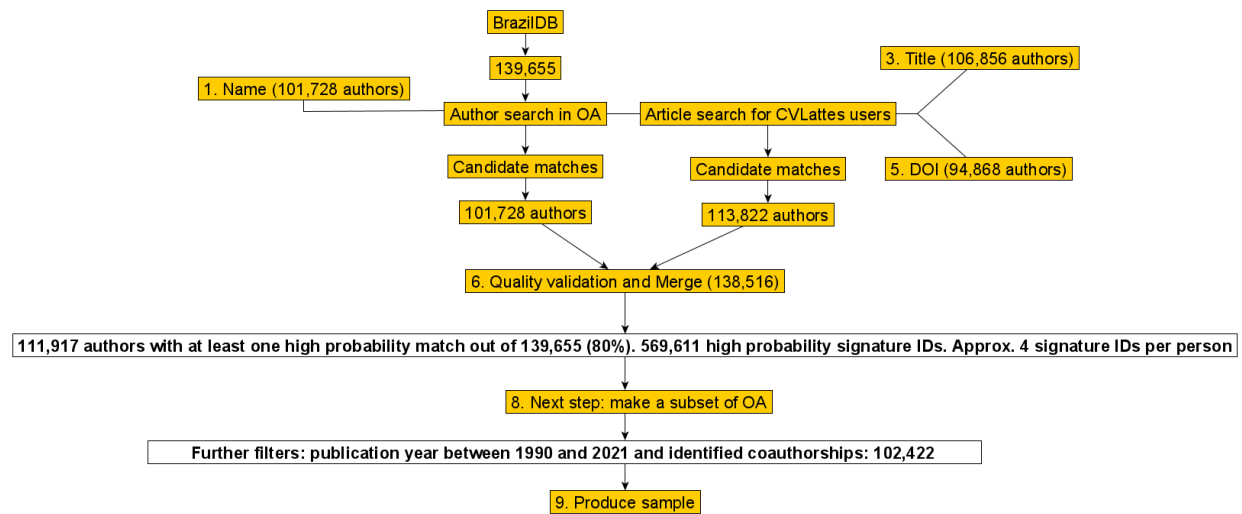 BrazilDB
139,655
1. Name (101,728 authors)
3. Title (106,856 authors)
Author search in OA
Article search for CVLattes users
Candidate matches
Candidate matches
5. DOI (94,868 authors)
101,728 authors
113,822 authors
6. Quality validation and Merge (138,516)
111,917 authors with at least one high probability match out of 139,655 (80%). 569,611 high probability signature IDs. Approx. 4 signature IDs per person
8. Next step: make a subset of OA
Further filters: publication year between 1990 and 2021 and identified coauthorships: 102,422
9. Produce sample